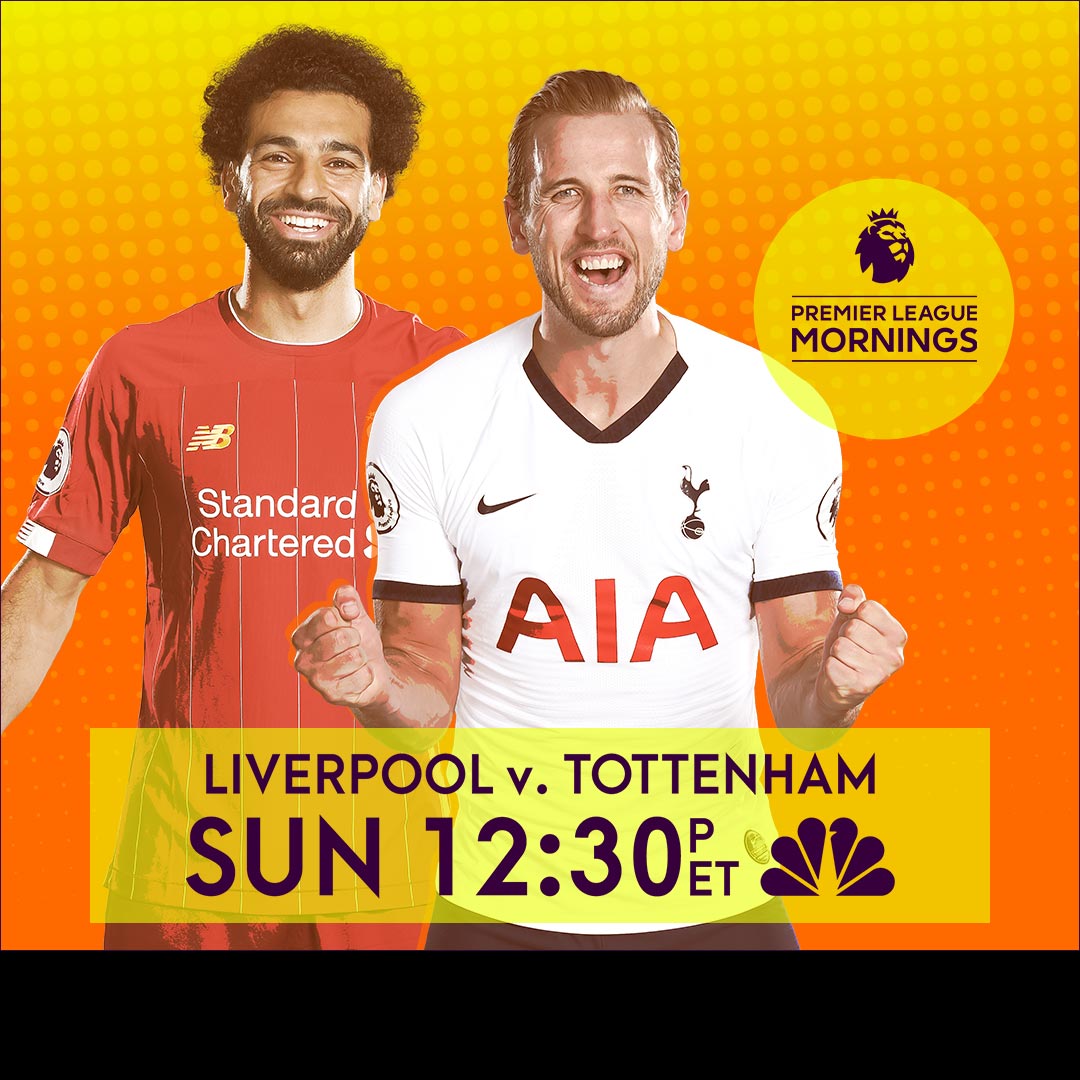 PREMIER LEAGUE
MORNINGS
NB
Standard
Chartered
AIA
LIVERPOOL v. TOTTENHAM
SUN 12:30 P ET